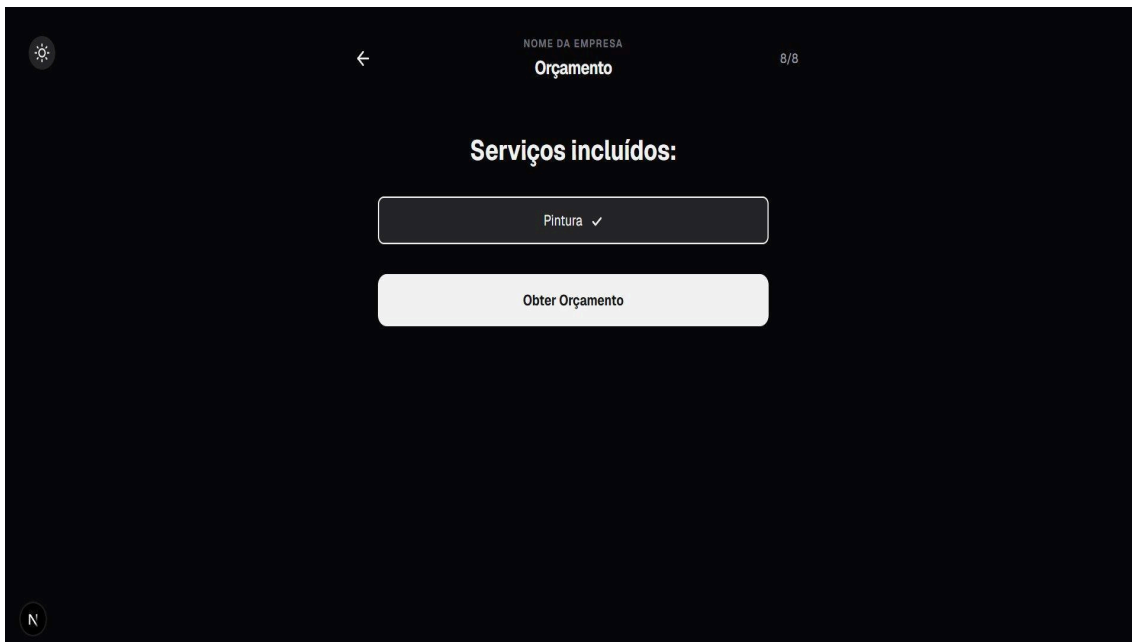 NOME DA EMPRESA
Orçamento
8/8
Serviços incluídos:
Pintura
Obter Orçamento
N